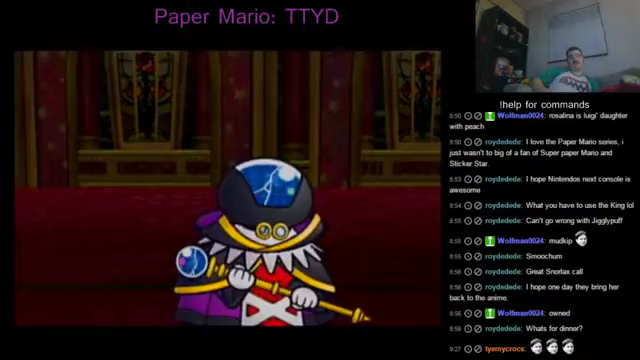 Paper Mario: TTYD
!help for commands
8:50 Wolfman0024: rosalina is luigi' daughter
with peach
8:50 roydedede: I love the Paper Mario series, i
just wasn't to big of a fan of Super paper Mario and
Sticker Star.
8:53 roydedede: I hope Nintendos next console is
awesome
8:54 roydedede: What you have to use the King lol
8:55 roydedede: Can't go wrong with Jigglypuff
8:55 Wolfman0024: mudkip
8:55 roydedede: Smoochum
8:56 roydedede: Great Snorlax call
8:56 roydedede: I hope one day they bring her
back to the anime.
8:56 Wolfman0024: owned
8:59 roydedede: Whats for dinner?
9:27 tyemycrocs: